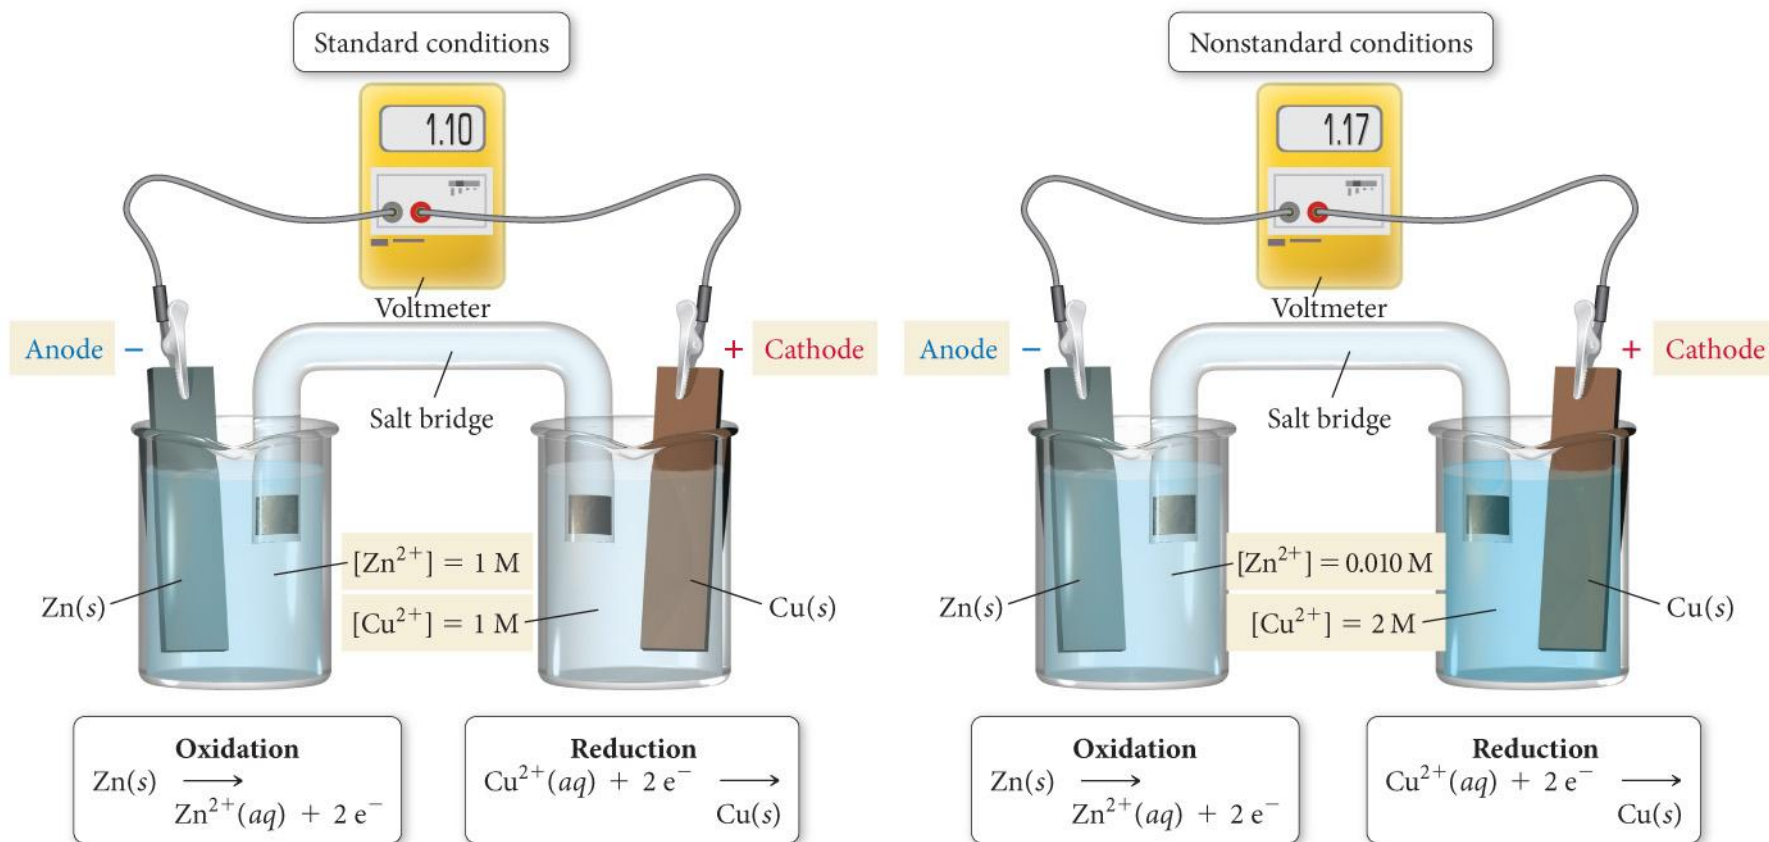 Standard conditions
1.10
Voltmeter
Anode −
+ Cathode
Salt bridge
[Zn²⁺] = 1 M
Zn(s)
[Cu²⁺] = 1 M
Cu(s)
Oxidation
Zn(s) ⟶
Zn²⁺(aq) + 2 e⁻
Reduction
Cu²⁺(aq) + 2 e⁻ ⟶
Cu(s)
Nonstandard conditions
1.17
Voltmeter
Anode −
+ Cathode
Salt bridge
[Zn²⁺] = 0.010 M
Zn(s)
[Cu²⁺] = 2 M
Cu(s)
Oxidation
Zn(s) ⟶
Zn²⁺(aq) + 2 e⁻
Reduction
Cu²⁺(aq) + 2 e⁻ ⟶
Cu(s)